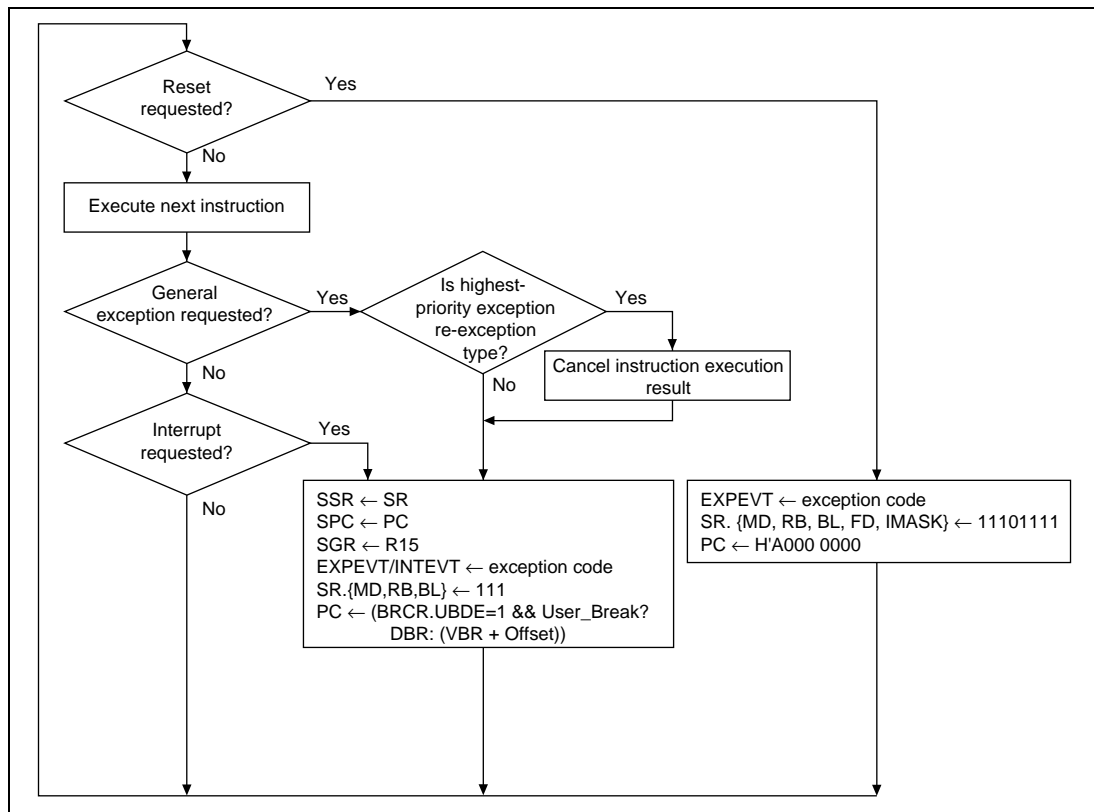 Reset
requested?
Yes
No
Execute next instruction
General
exception requested?
Yes
No
Is highest-
priority exception
re-exception
type?
Yes
No
Cancel instruction execution
result
Interrupt
requested?
Yes
No
SSR ← SR
SPC ← PC
SGR ← R15
EXPEVT/INTEVT ← exception code
SR.{MD,RB,BL} ← 111
PC ← (BRCR.UBDE=1 && User_Break?
DBR: (VBR + Offset))
EXPEVT ← exception code
SR. {MD, RB, BL, FD, IMASK} ← 11101111
PC ← H'A000 0000